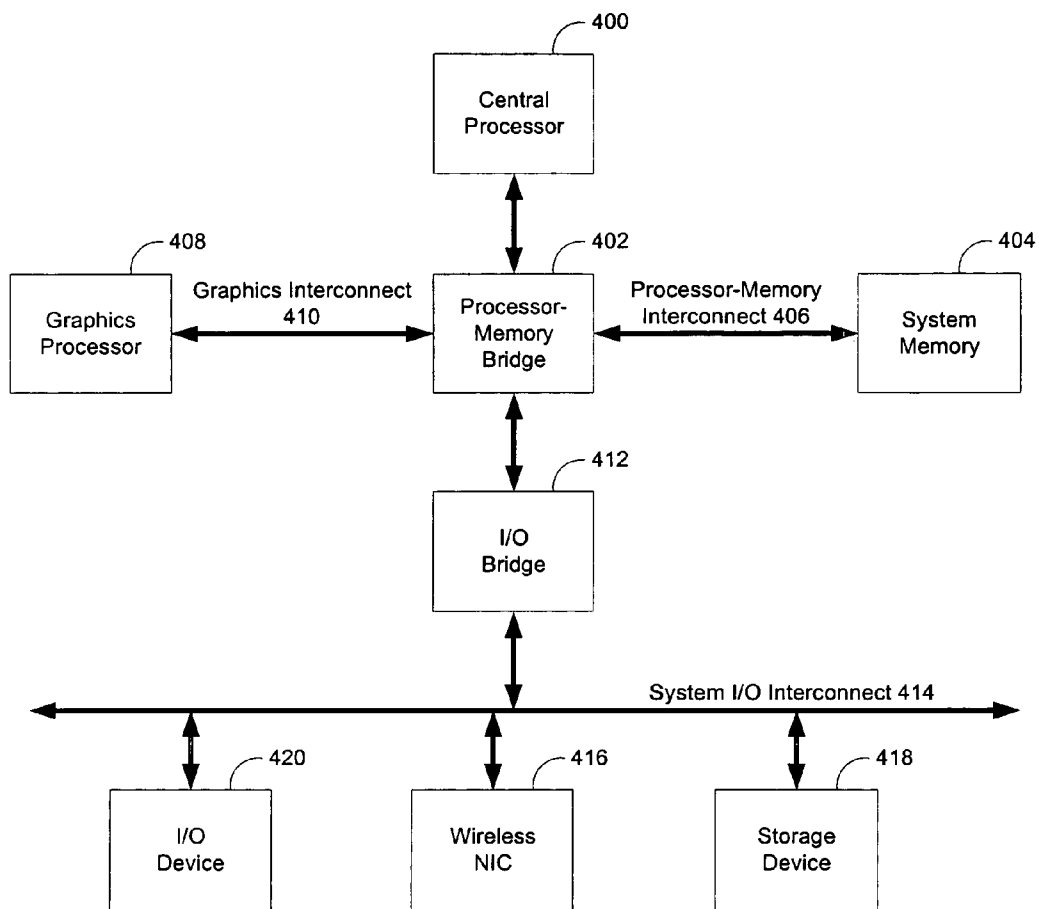 400
Central
Processor
408
402
404
Graphics Interconnect
410
Processor-Memory
Interconnect 406
Graphics
Processor
Processor-
Memory
Bridge
System
Memory
412
I/O
Bridge
System I/O Interconnect 414
420
416
418
I/O
Device
Wireless
NIC
Storage
Device